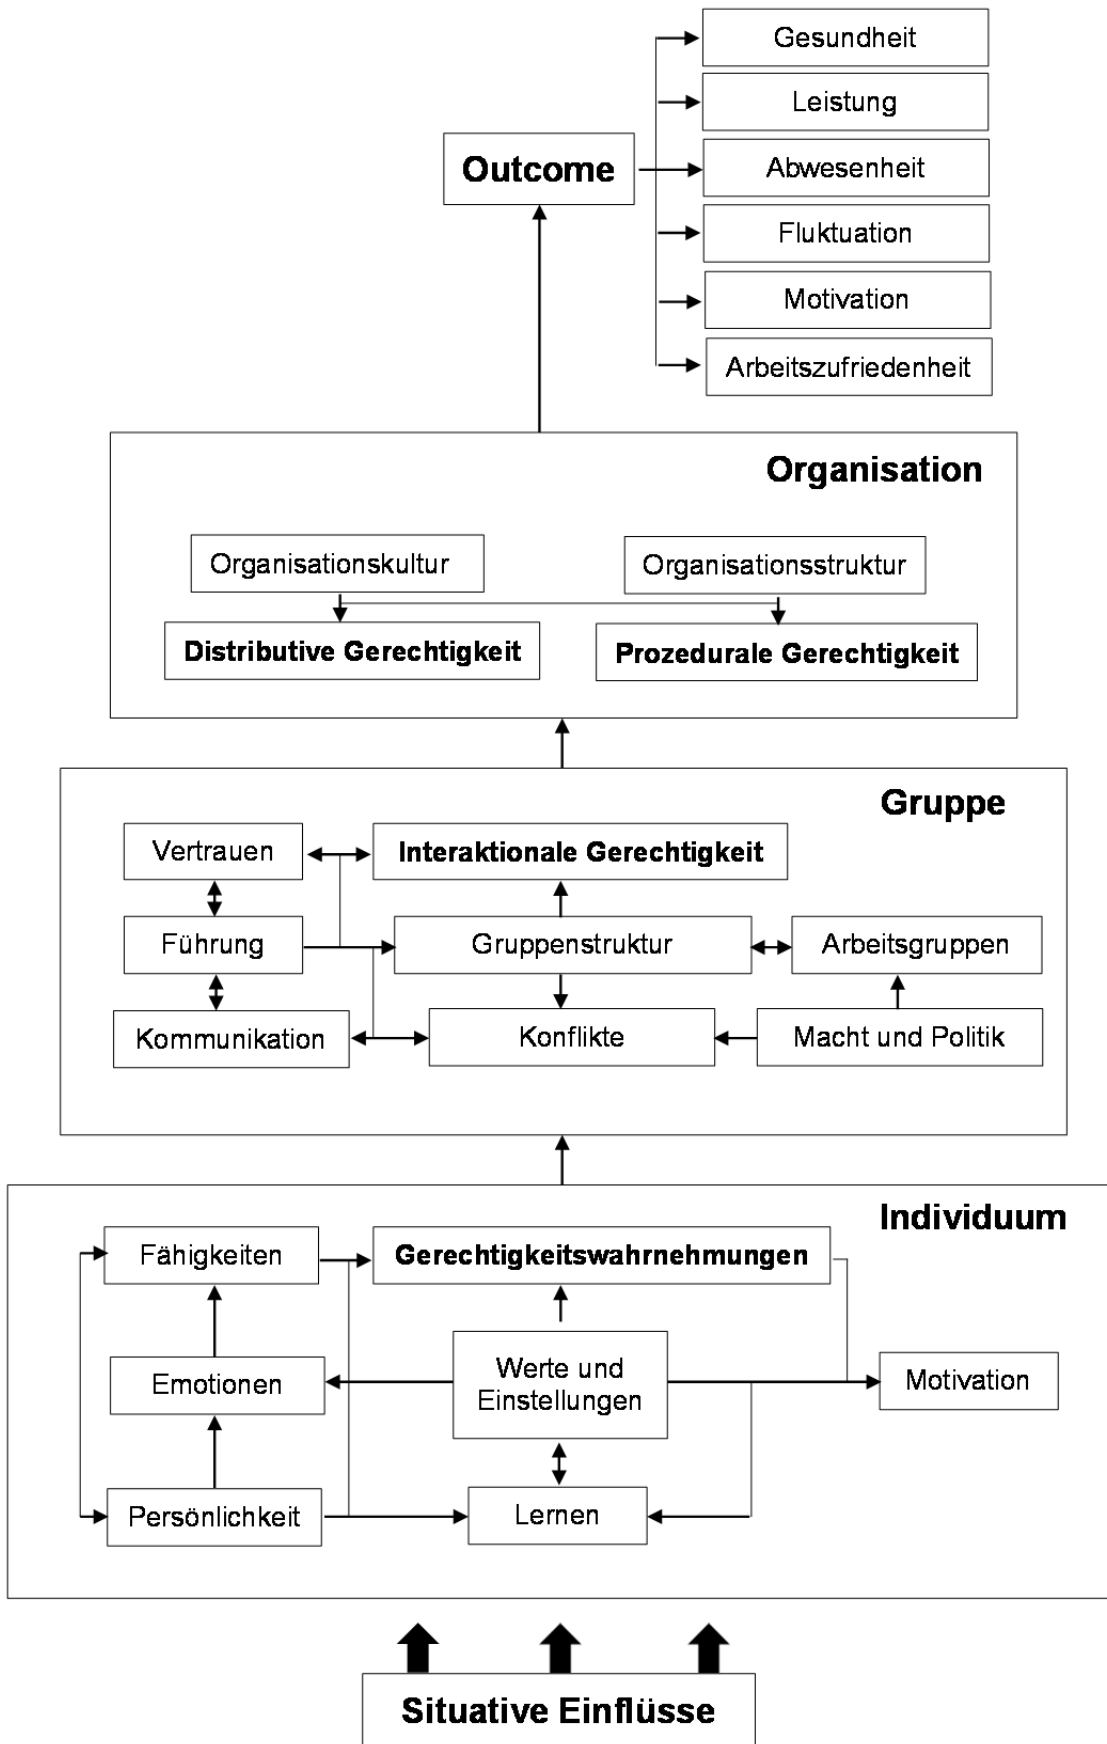 Gesundheit
Leistung
Outcome
Abwesenheit
Fluktuation
Motivation
Arbeitszufriedenheit
Organisation
Organisationskultur
Organisationsstruktur
Distributive Gerechtigkeit
Prozedurale Gerechtigkeit
Gruppe
Vertrauen
Interaktionale Gerechtigkeit
Führung
Gruppenstruktur
Arbeitsgruppen
Kommunikation
Konflikte
Macht und Politik
Individuum
Fähigkeiten
Gerechtigkeitswahrnehmungen
Emotionen
Werte und
Einstellungen
Motivation
Persönlichkeit
Lernen
Situative Einflüsse